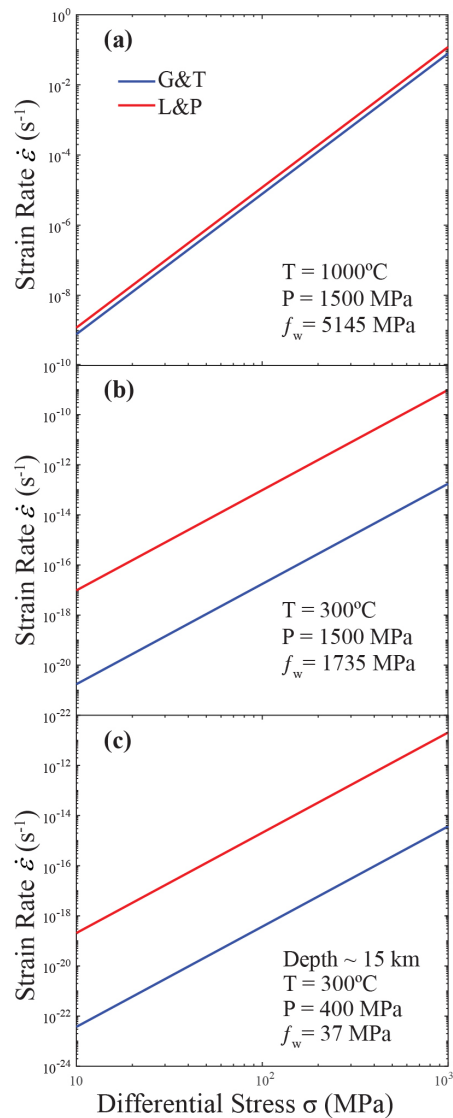 10⁰
(a)
G&T
L&P
10⁻²
10⁻⁴
10⁻⁶
10⁻⁸
10⁻¹⁰
Strain Rate ε̇ (s⁻¹)
T = 1000ºC
P = 1500 MPa
f_w = 5145 MPa
(b)
10⁻¹⁰
10⁻¹²
10⁻¹⁴
10⁻¹⁶
10⁻¹⁸
10⁻²⁰
10⁻²²
Strain Rate ε̇ (s⁻¹)
T = 300ºC
P = 1500 MPa
f_w = 1735 MPa
(c)
10⁻¹²
10⁻¹⁴
10⁻¹⁶
10⁻¹⁸
10⁻²⁰
10⁻²²
10⁻²⁴
Strain Rate ε̇ (s⁻¹)
Depth ~ 15 km
T = 300ºC
P = 400 MPa
f_w = 37 MPa
10 10² 10³
Differential Stress σ (MPa)